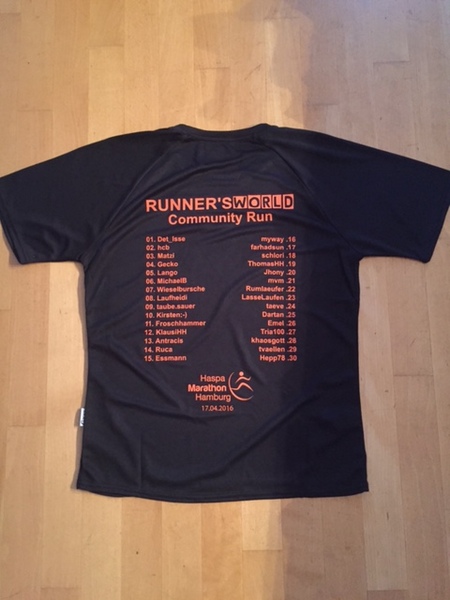 RUNNER'SWORLD
Community Run
01. Det_Isse
02. hcb
03. Matzi
04. Gecko
05. Lango
06. MichaelB
07. Wieselbursche
08. Laufheidi
09. taube.sauer
10. Kirsten:-)
11. Froschhammer
12. KlausiHH
13. Antracis
14. Ruca
15. Essmann
myway .16
farhadsun .17
schlori .18
ThomasHH .19
Jhony .20
mvm .21
Rumlaeufer .22
LasseLaufen .23
taeve .24
Dartan .25
Emel .26
Tria100 .27
khaosgott .28
tvaellen .29
Hepp78 .30
Haspa
Marathon
Hamburg
17.04.2016